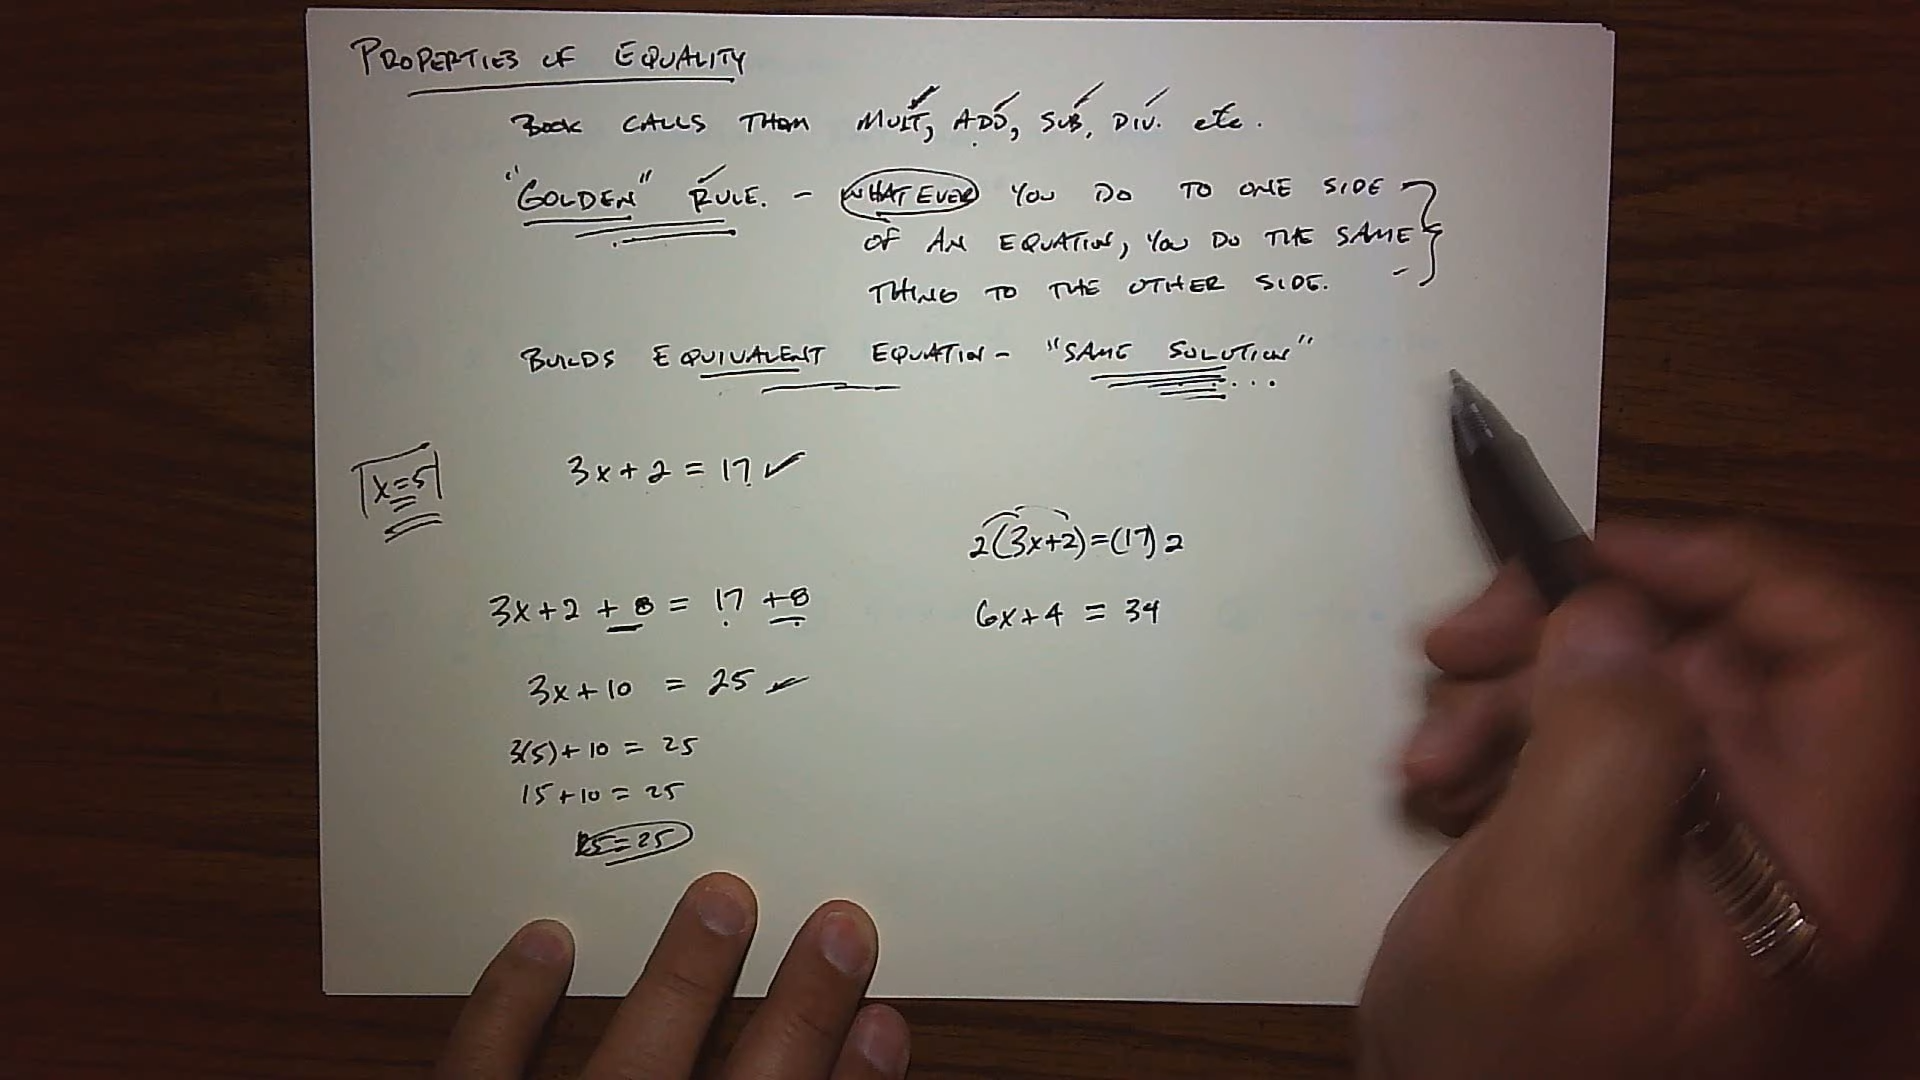 PROPERTIES OF EQUALITY
BOOK CALLS THEM MULT, ADD, SUB, DIV. etc.
"GOLDEN" RULE. - WHATEVER YOU DO TO ONE SIDE
OF AN EQUATION, YOU DO THE SAME
THING TO THE OTHER SIDE.
BUILDS EQUIVALENT EQUATION - "SAME SOLUTION"
x=5
3x+2 = 17 ✓
3x+2 +8 = 17 +8
3x+10 = 25 ✓
3(5)+10 = 25
15+10 = 25
25=25
2(3x+2)=(17)2
6x+4 = 34